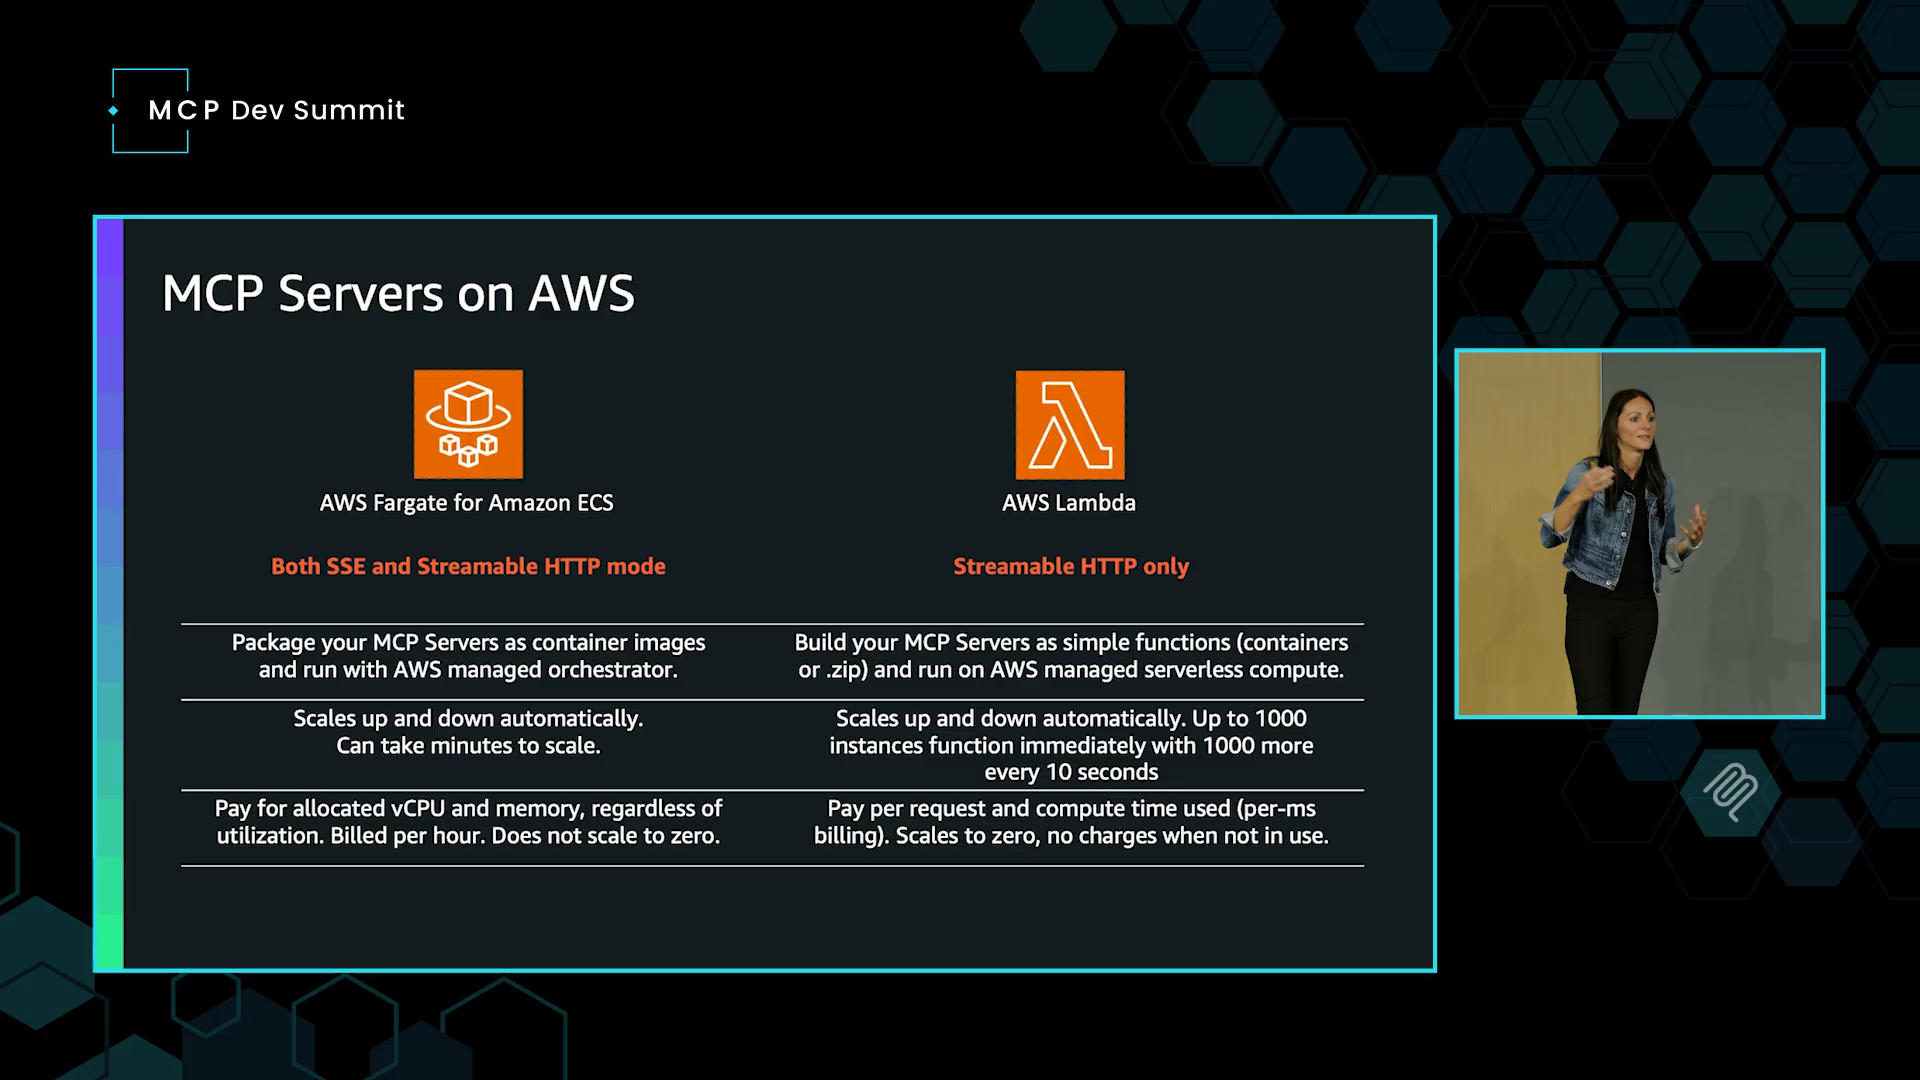 MCP Dev Summit
MCP Servers on AWS
AWS Fargate for Amazon ECS
Both SSE and Streamable HTTP mode
Package your MCP Servers as container images
and run with AWS managed orchestrator.
Scales up and down automatically.
Can take minutes to scale.
Pay for allocated vCPU and memory, regardless of
utilization. Billed per hour. Does not scale to zero.
AWS Lambda
Streamable HTTP only
Build your MCP Servers as simple functions (containers
or .zip) and run on AWS managed serverless compute.
Scales up and down automatically. Up to 1000
instances function immediately with 1000 more
every 10 seconds
Pay per request and compute time used (per-ms
billing). Scales to zero, no charges when not in use.